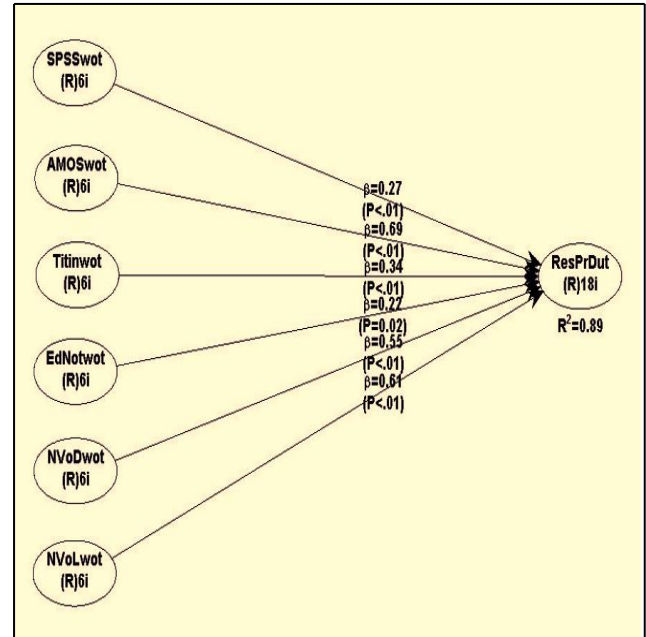 SPSSwot
(R)6i
AMOSwot
(R)6i
Titinwot
(R)6i
EdNotwot
(R)6i
NVoDwot
(R)6i
NVoLwot
(R)6i
β=0.27
(P<.01)
β=0.69
(P<.01)
β=0.34
(P<.01)
β=0.27
(P=0.02)
β=0.55
(P<.01)
β=0.61
(P<.01)
ResPrDut
(R)18i
R²=0.89